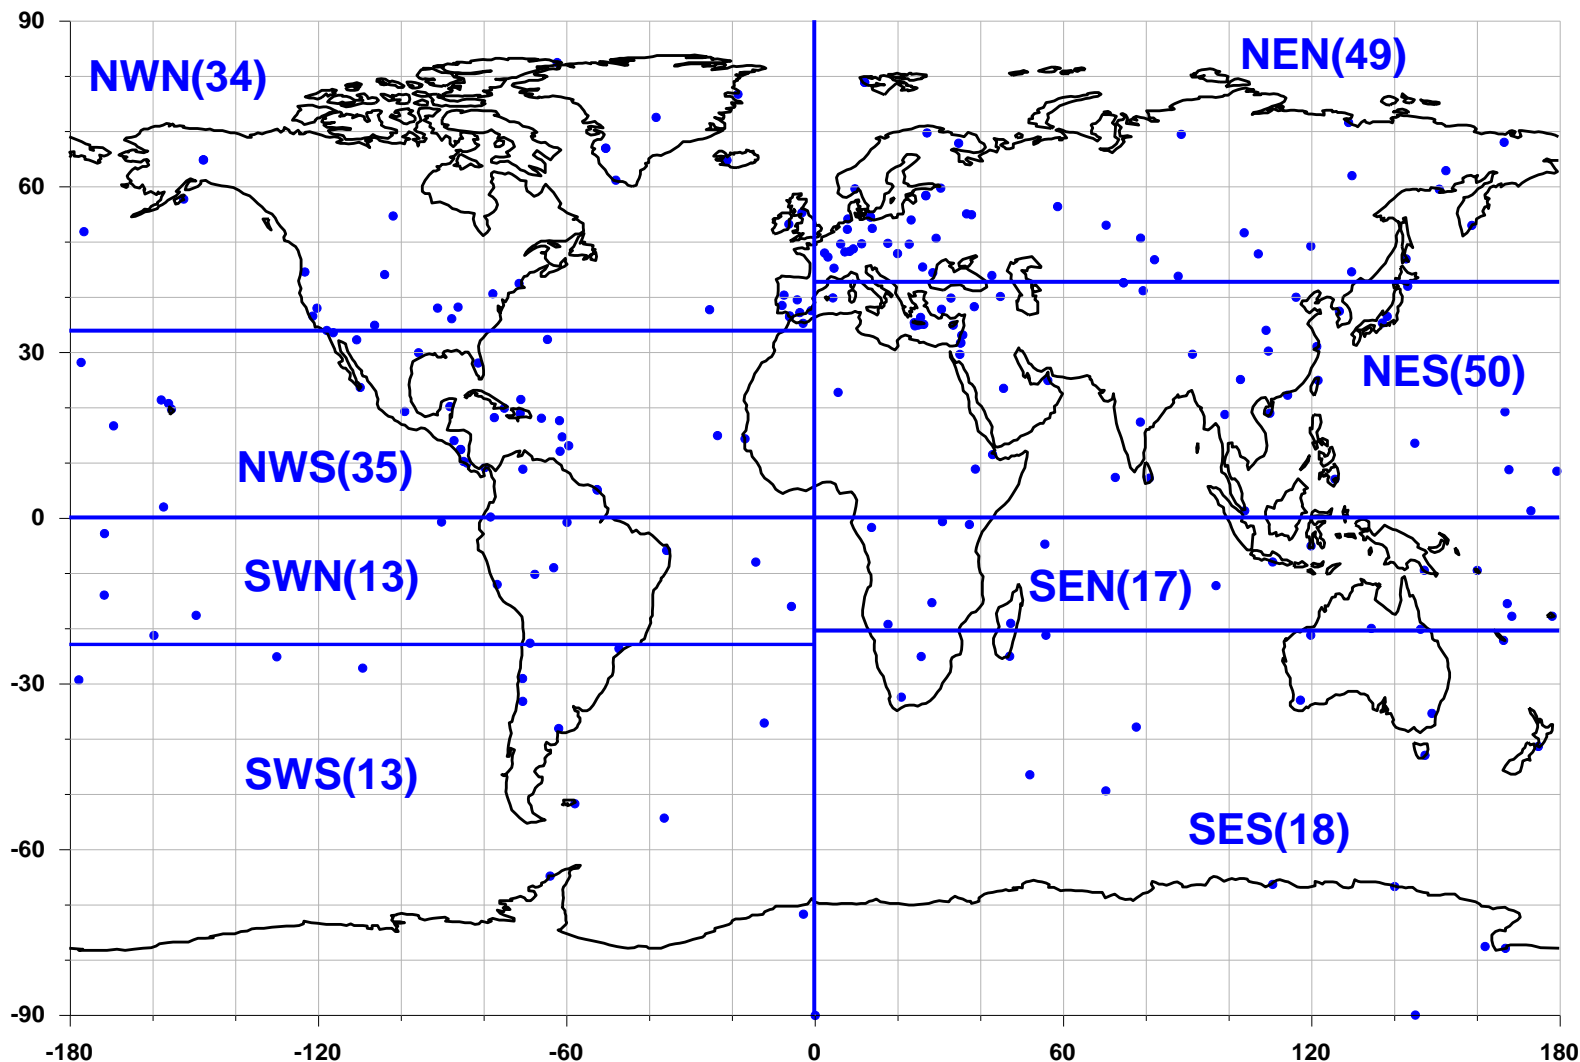 90
NEN(49)
NWN(34)
60
NES(50)
30
NWS(35)
0
SWN(13)
SEN(17)
-30
SWS(13)
SES(18)
-60
-90
-180 -120 -60 0 60 120 180